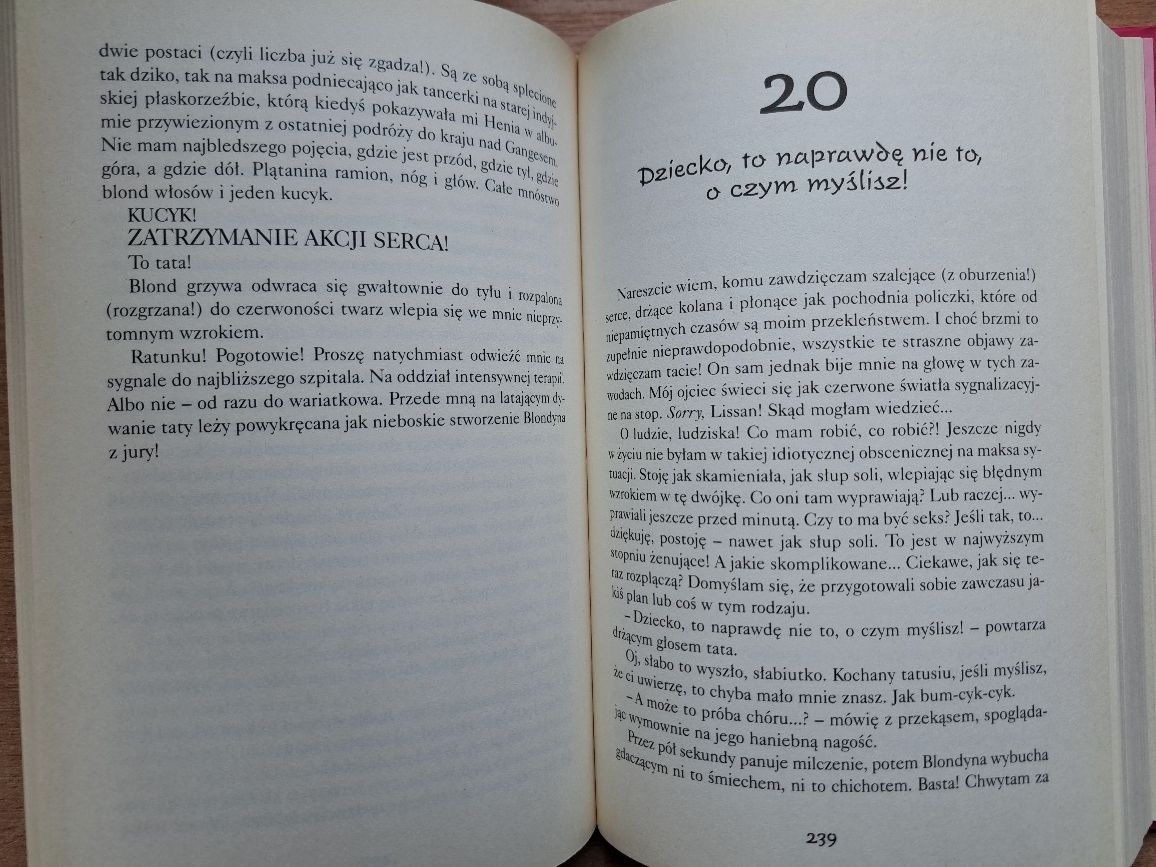 dwie postaci (czyli liczba już się zgadza!). Są ze sobą splecione
tak dziko, tak na maksa podniecająco jak tancerki na starej indyj-
skiej płaskorzeźbie, którą kiedyś pokazywała mi Henia w albu-
mie przywiezionym z ostatniej podróży do kraju nad Gangesem.
Nie mam najbledszego pojęcia, gdzie jest przód, gdzie tył, gdzie
góra, a gdzie dół. Plątanina ramion, nóg i głów. Całe mnóstwo
blond włosów i jeden kucyk.
KUCYK!
ZATRZYMANIE AKCJI SERCA!
To tata!
Blond grzywa odwraca się gwałtownie do tyłu i rozpalona
(rozgrzana!) do czerwoności twarz wlepia się we mnie nieprzy-
tomnym wzrokiem.
Ratunku! Pogotowie! Proszę natychmiast odwieźć mnie na
sygnale do najbliższego szpitala. Na oddział intensywnej terapii.
Albo nie – od razu do wariatkowa. Przede mną na latającym dy-
wanie taty leży powykręcana jak nieboskie stworzenie Blondyna
z jury!
20
Dziecko, to naprawdę nie to,
o czym myślisz!
Nareszcie wiem, komu zawdzięczam szalejące (z oburzenia!)
serce, drżące kolana i płonące jak pochodnia policzki, które od
niepamiętnych czasów są moim przekleństwem. I choć brzmi to
zupełnie nieprawdopodobnie, wszystkie te straszne objawy za-
wdzięczam tacie! On sam jednak bije mnie na głowę w tych za-
wodach. Mój ojciec świeci się jak czerwone światła sygnalizacyj-
ne na stop. Sorry, Lissan! Skąd mogłam wiedzieć...
O ludzie, ludziska! Co mam robić, co robić?! Jeszcze nigdy
w życiu nie byłam w takiej idiotycznej obscenicznej na maksa sy-
tuacji. Stoję jak skamieniała, jak słup soli, wlepiając się błędnym
wzrokiem w tę dwójkę. Co oni tam wyprawiają? Lub raczej... wy-
prawiali jeszcze przed minutą. Czy to ma być seks? Jeśli tak, to...
dziękuję, postoję – nawet jak słup soli. To jest w najwyższym
stopniu żenujące! A jakie skomplikowane... Ciekawe, jak się te-
raz rozplączą? Domyślam się, że przygotowali sobie zawczasu ja-
kiś plan lub coś w tym rodzaju.
– Dziecko, to naprawdę nie to, o czym myślisz! – powtarza
drżącym głosem tata.
Oj, słabo to wyszło, słabiutko. Kochany tatusiu, jeśli myślisz,
że ci uwierzę, to chyba mało mnie znasz. Jak bum-cyk-cyk.
– A może to próba chóru...? – mówię z przekąsem, spogląda-
jąc wymownie na jego haniebną nagość.
Przez pół sekundy panuje milczenie, potem Blondyna wybucha
gdaczącym ni to śmiechem, ni to chichotem. Basta! Chwytam za
239